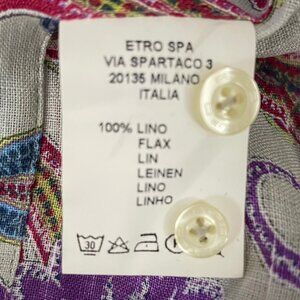 ETRO SPA
VIA SPARTACO 3
20135 MILANO
ITALIA
100% LINO
FLAX
LIN
LEINEN
LINO
LINHO
30